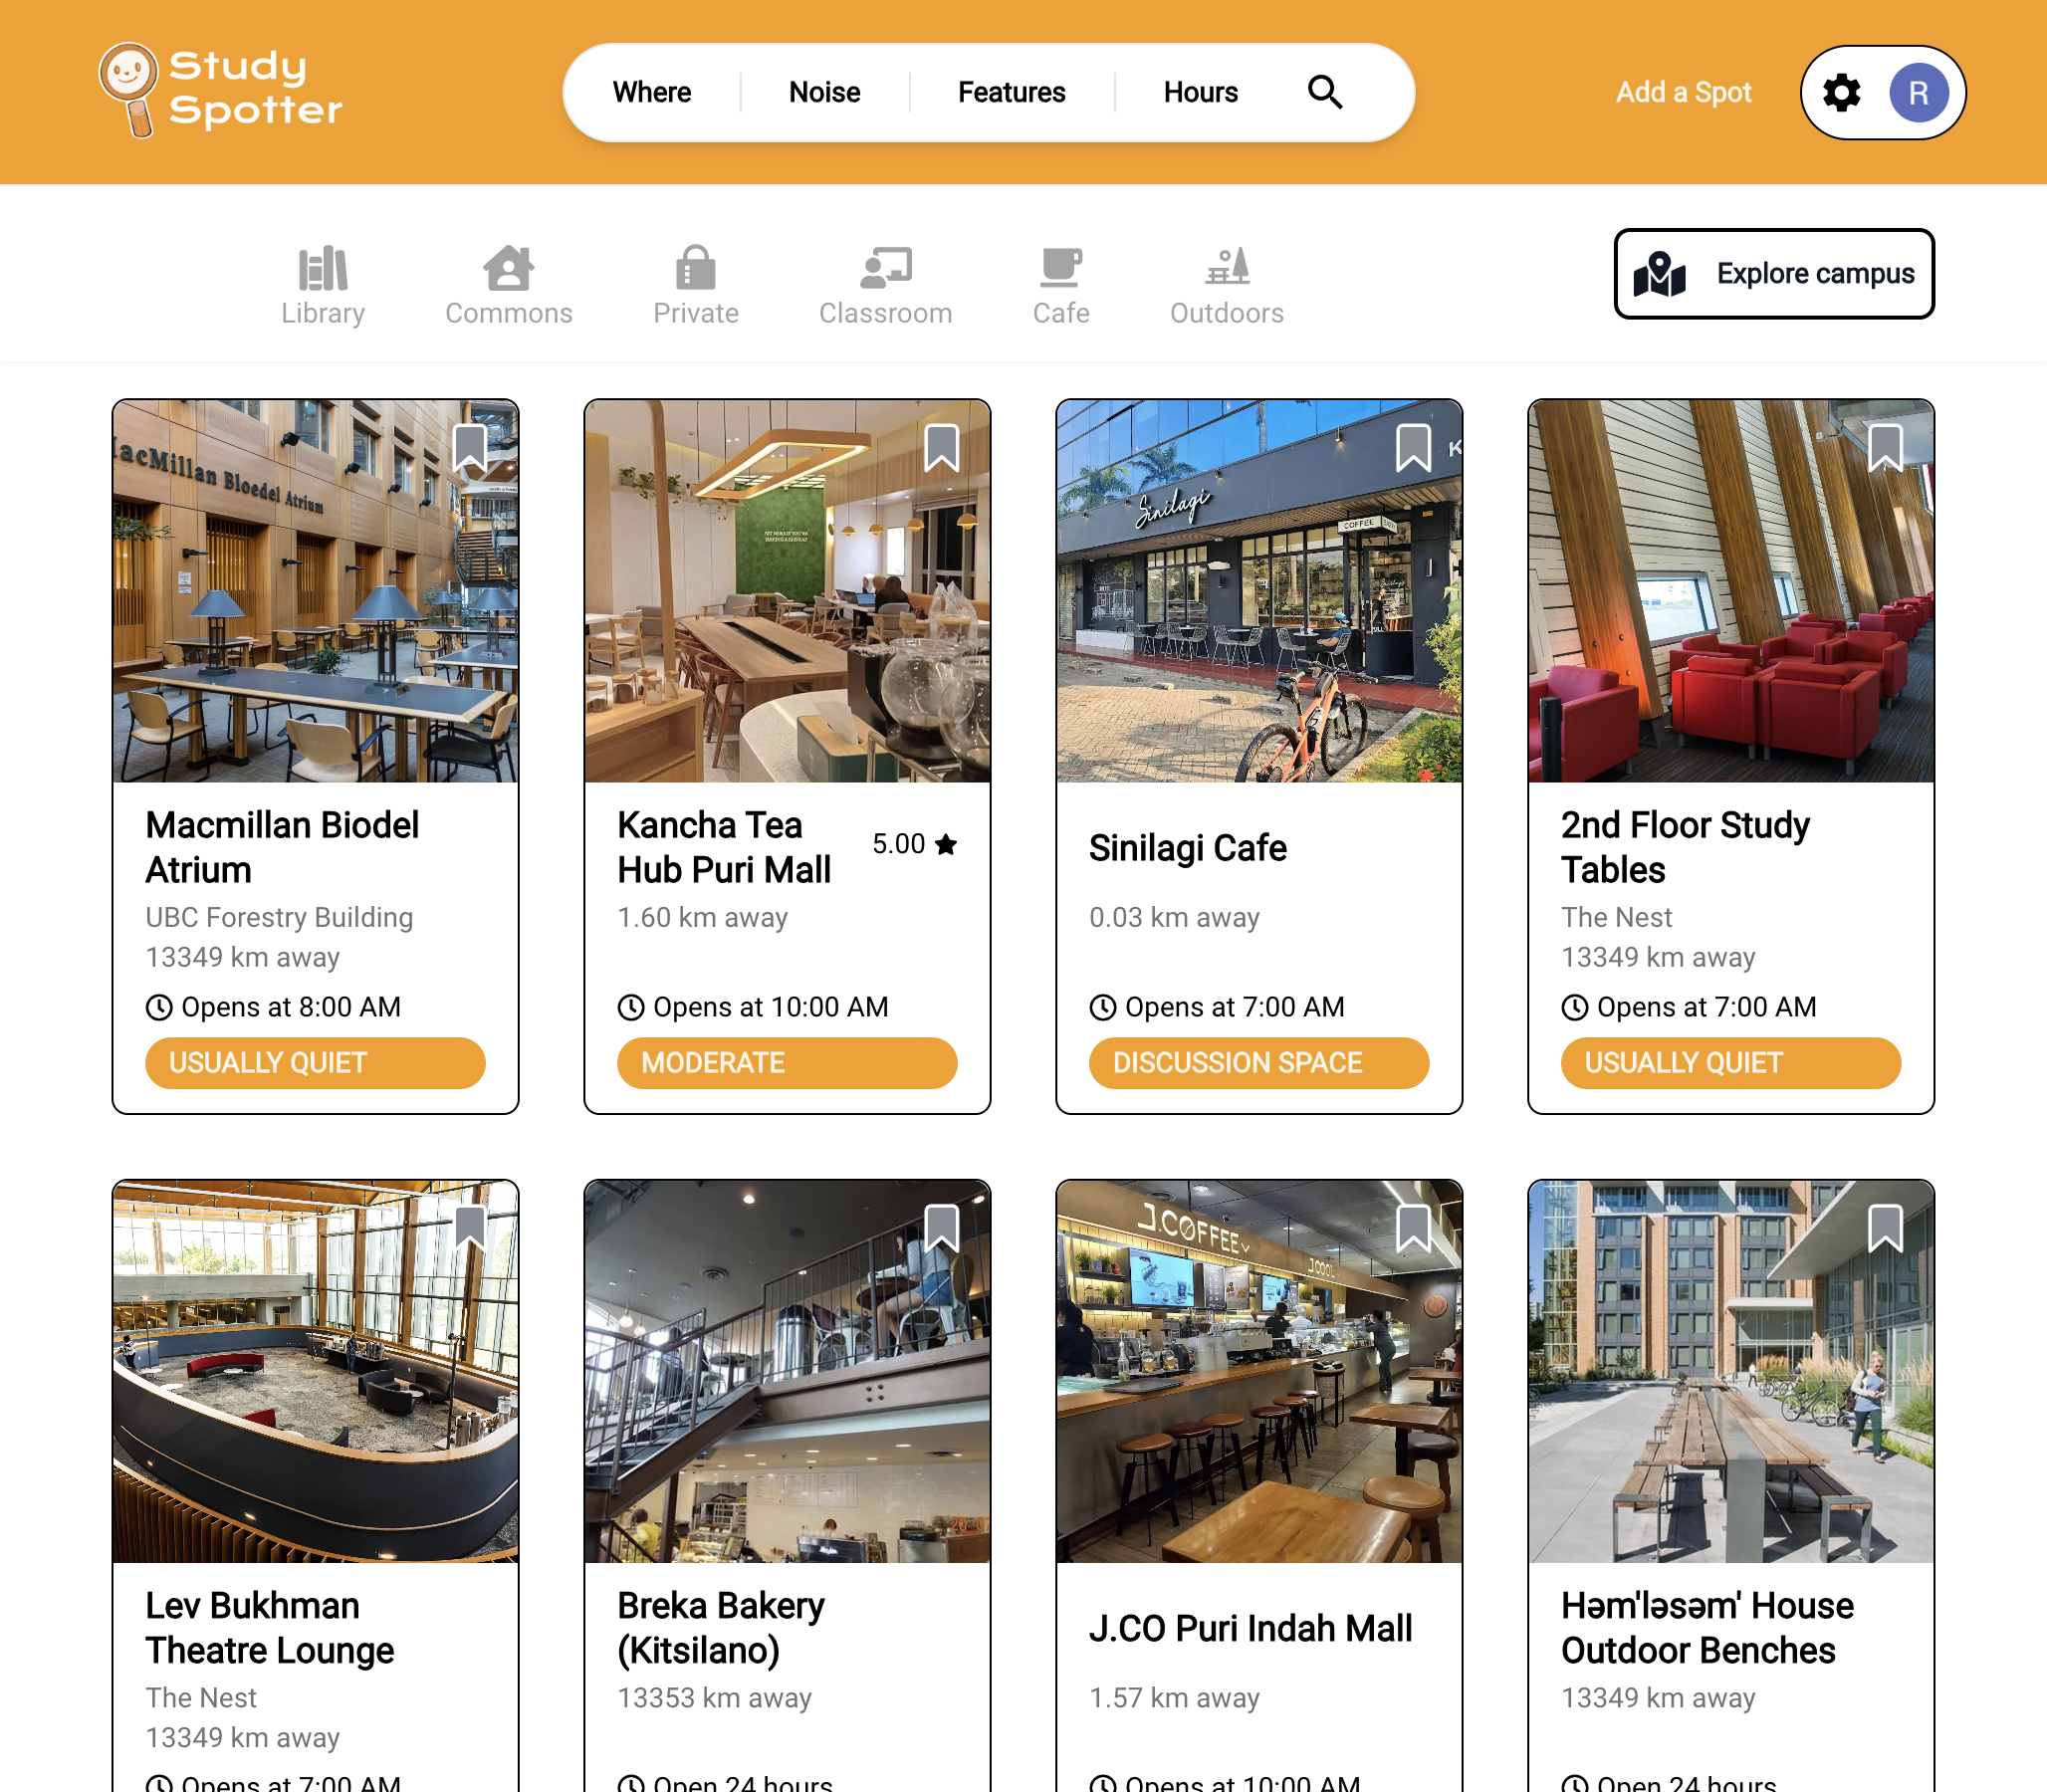 Study
Spotter
Where
Noise
Features
Hours
Add a Spot
R
Library
Commons
Private
Classroom
Cafe
Outdoors
Explore campus
MacMillan Bloedel Atrium
Sinilagi
COFFEE
K
Macmillan Biodel
Atrium
UBC Forestry Building
13349 km away
Opens at 8:00 AM
USUALLY QUIET
Kancha Tea
Hub Puri Mall
5.00
1.60 km away
Opens at 10:00 AM
MODERATE
Sinilagi Cafe
0.03 km away
Opens at 7:00 AM
DISCUSSION SPACE
2nd Floor Study
Tables
The Nest
13349 km away
Opens at 7:00 AM
USUALLY QUIET
J.COFFEE
Lev Bukhman
Theatre Lounge
The Nest
13349 km away
Opens at 7:00 AM
Breka Bakery
(Kitsilano)
13353 km away
Open 24 hours
J.CO Puri Indah Mall
1.57 km away
Opens at 10:00 AM
Həm'ləsəm' House
Outdoor Benches
13349 km away
Open 24 hours